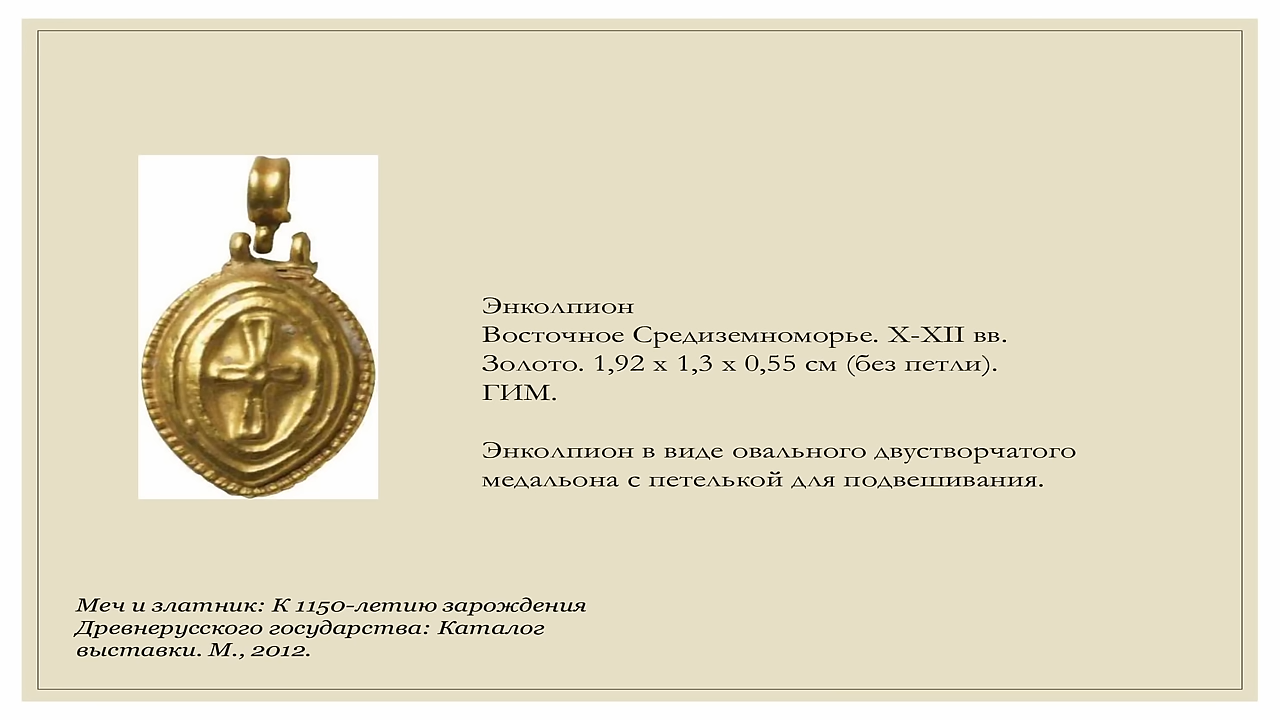 Энколпион
Восточное Средиземноморье. X-XII вв.
Золото. 1,92 х 1,3 х 0,55 см (без петли).
ГИМ.
Энколпион в виде овального двустворчатого
медальона с петелькой для подвешивания.
Меч и златник: К 1150-летию зарождения
Древнерусского государства: Каталог
выставки. М., 2012.